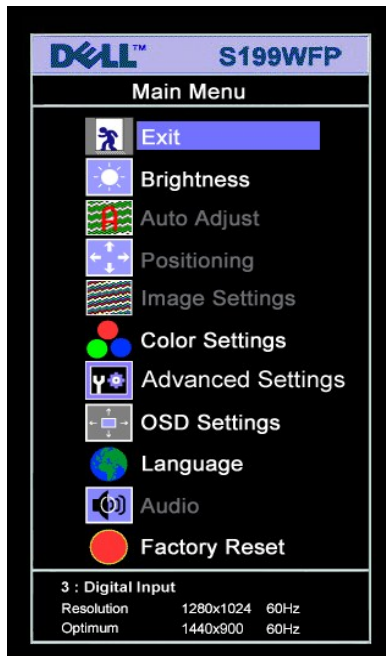 DELL™ S199WFP
Main Menu
Exit
Brightness
Auto Adjust
Positioning
Image Settings
Color Settings
Advanced Settings
OSD Settings
Language
Audio
Factory Reset
3 : Digital Input
Resolution 1280x1024 60Hz
Optimum 1440x900 60Hz